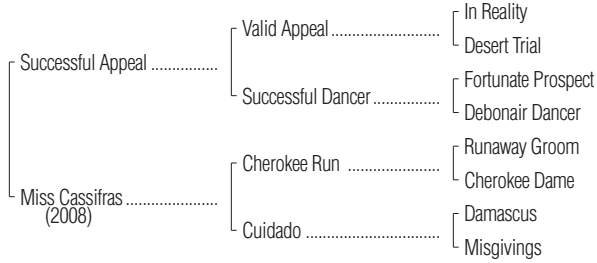 In Reality
Valid Appeal ....................
Desert Trial
Successful Appeal ............
Fortunate Prospect
Successful Dancer ............
Debonair Dancer
Runaway Groom
Cherokee Run ................
Cherokee Dame
Miss Cassifras .................
(2008)
Damascus
Cuidado ........................
Misgivings